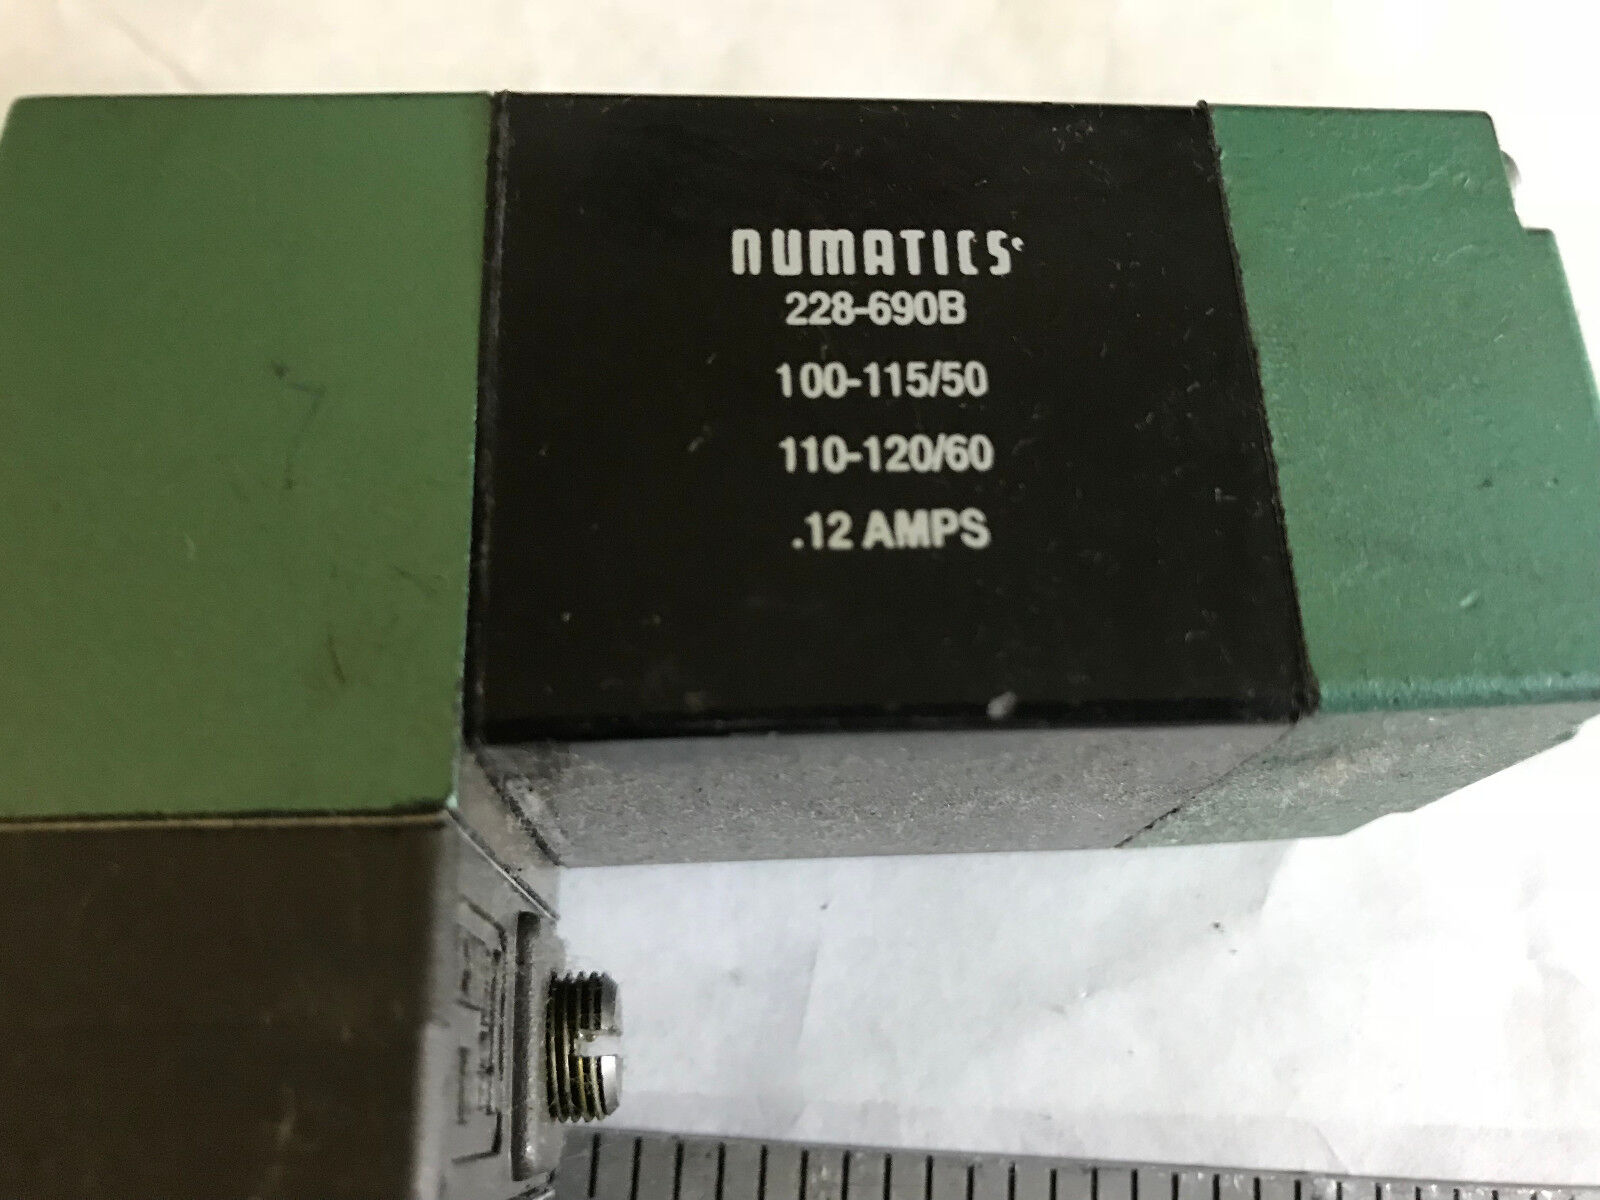 NUMATICS
228-690B
100-115/50
110-120/60
.12 AMPS